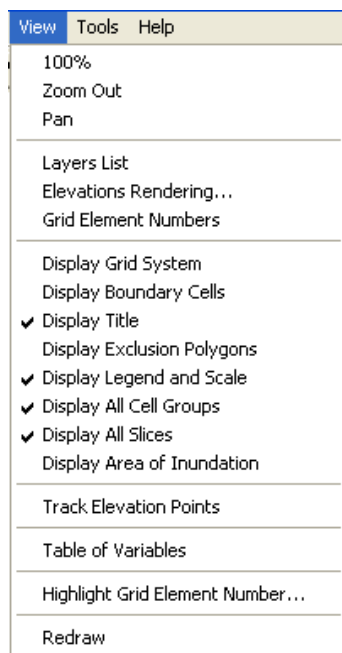 View Tools Help
100%
Zoom Out
Pan
Layers List
Elevations Rendering...
Grid Element Numbers
Display Grid System
Display Boundary Cells
Display Title
Display Exclusion Polygons
Display Legend and Scale
Display All Cell Groups
Display All Slices
Display Area of Inundation
Track Elevation Points
Table of Variables
Highlight Grid Element Number...
Redraw